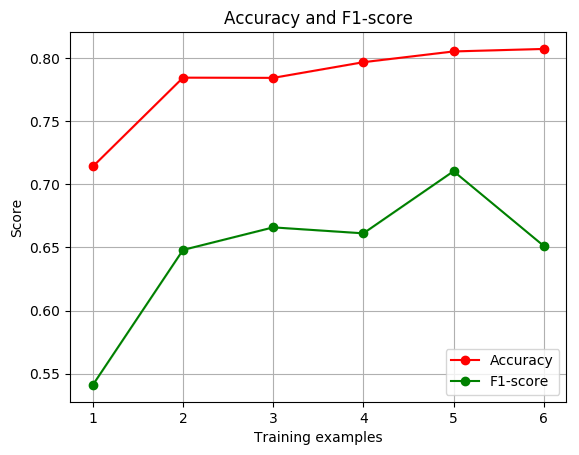 Accuracy and F1-score
Score
0.80
0.75
0.70
0.65
0.60
0.55
1 2 3 4 5 6
Training examples
Accuracy
F1-score